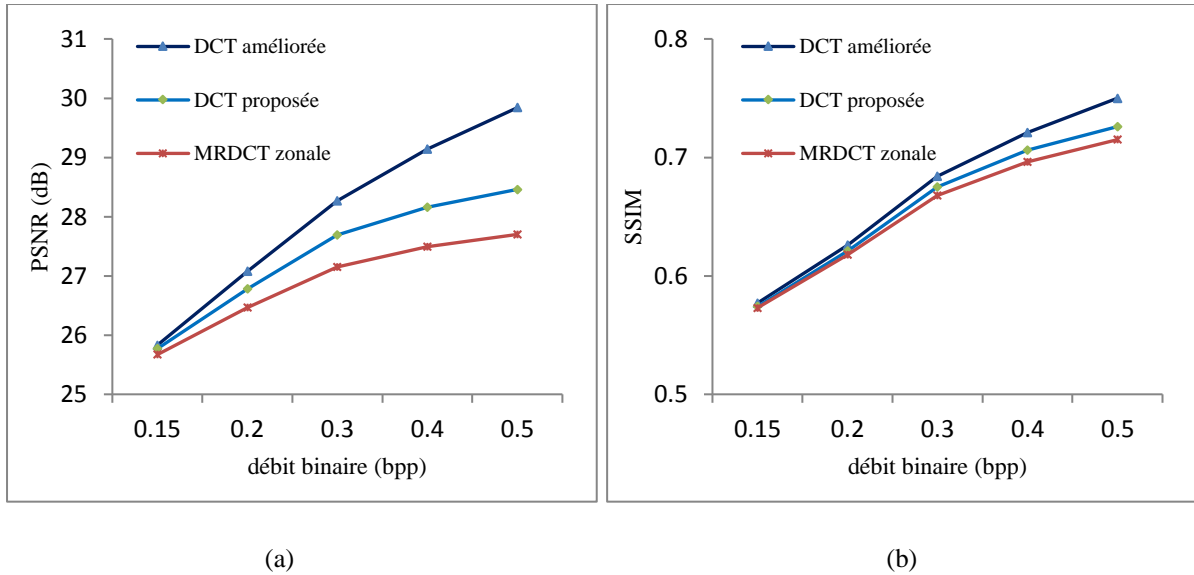 31
30
29
28
27
26
25
PSNR (dB)
DCT améliorée
DCT proposée
MRDCT zonale
0.15 0.2 0.3 0.4 0.5
débit binaire (bpp)
(a)
0.8
0.7
0.6
0.5
SSIM
DCT améliorée
DCT proposée
MRDCT zonale
0.15 0.2 0.3 0.4 0.5
débit binaire (bpp)
(b)